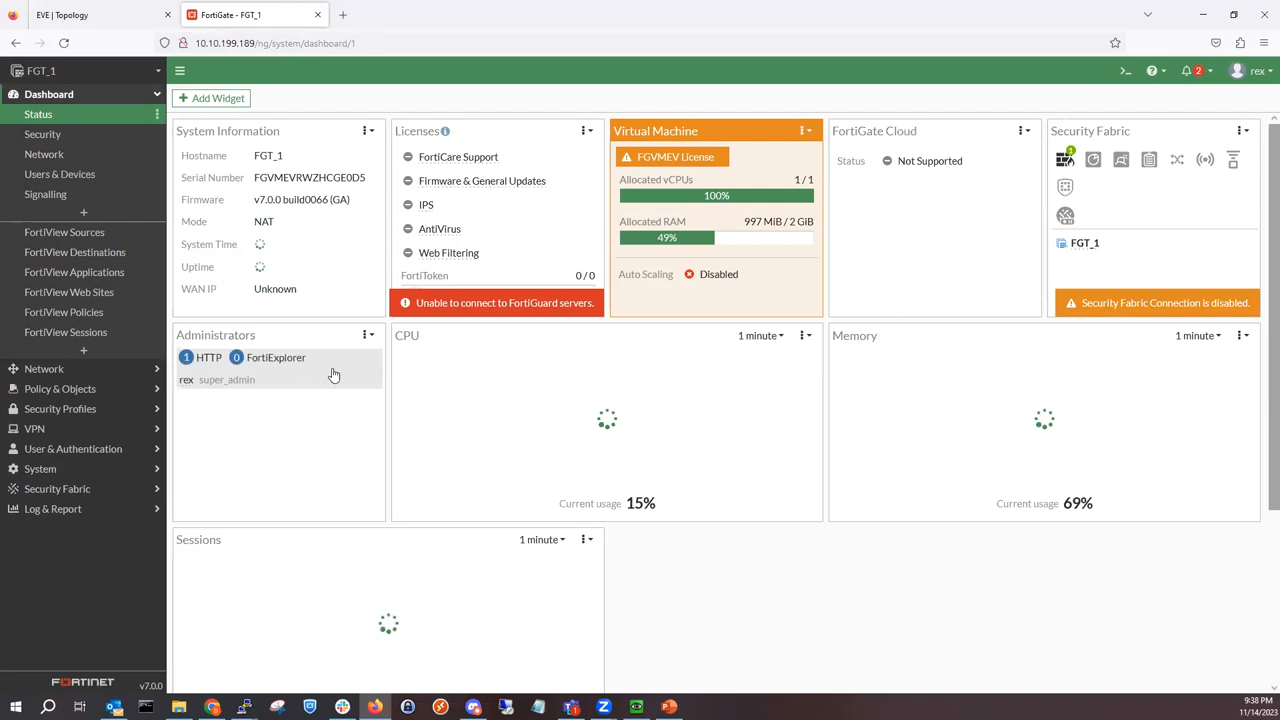 EVE | Topology
FortiGate - FGT_1
10.10.199.189/ng/system/dashboard/1
FGT_1
2
rex
Dashboard
Status
Security
Network
Users & Devices
Signalling
+
FortiView Sources
FortiView Destinations
FortiView Applications
FortiView Web Sites
FortiView Policies
FortiView Sessions
+
Network
Policy & Objects
Security Profiles
VPN
User & Authentication
System
Security Fabric
Log & Report
FORTINET
v7.0.0
+ Add Widget
System Information
Hostname FGT_1
Serial Number FGVMEVRWZHCGE0D5
Firmware v7.0.0 build0066 (GA)
Mode NAT
System Time
Uptime
WAN IP Unknown
Licenses
FortiCare Support
Firmware & General Updates
IPS
AntiVirus
Web Filtering
FortiToken 0 / 0
Unable to connect to FortiGuard servers.
Virtual Machine
FGVMEV License
Allocated vCPUs 1 / 1
100%
Allocated RAM 997 MiB / 2 GiB
49%
Auto Scaling Disabled
FortiGate Cloud
Status Not Supported
Security Fabric
1
FGT_1
Security Fabric Connection is disabled.
Administrators
1 HTTP 0 FortiExplorer
rex super_admin
CPU 1 minute
Current usage 15%
Memory 1 minute
Current usage 69%
Sessions 1 minute
9:38 PM
11/14/2023